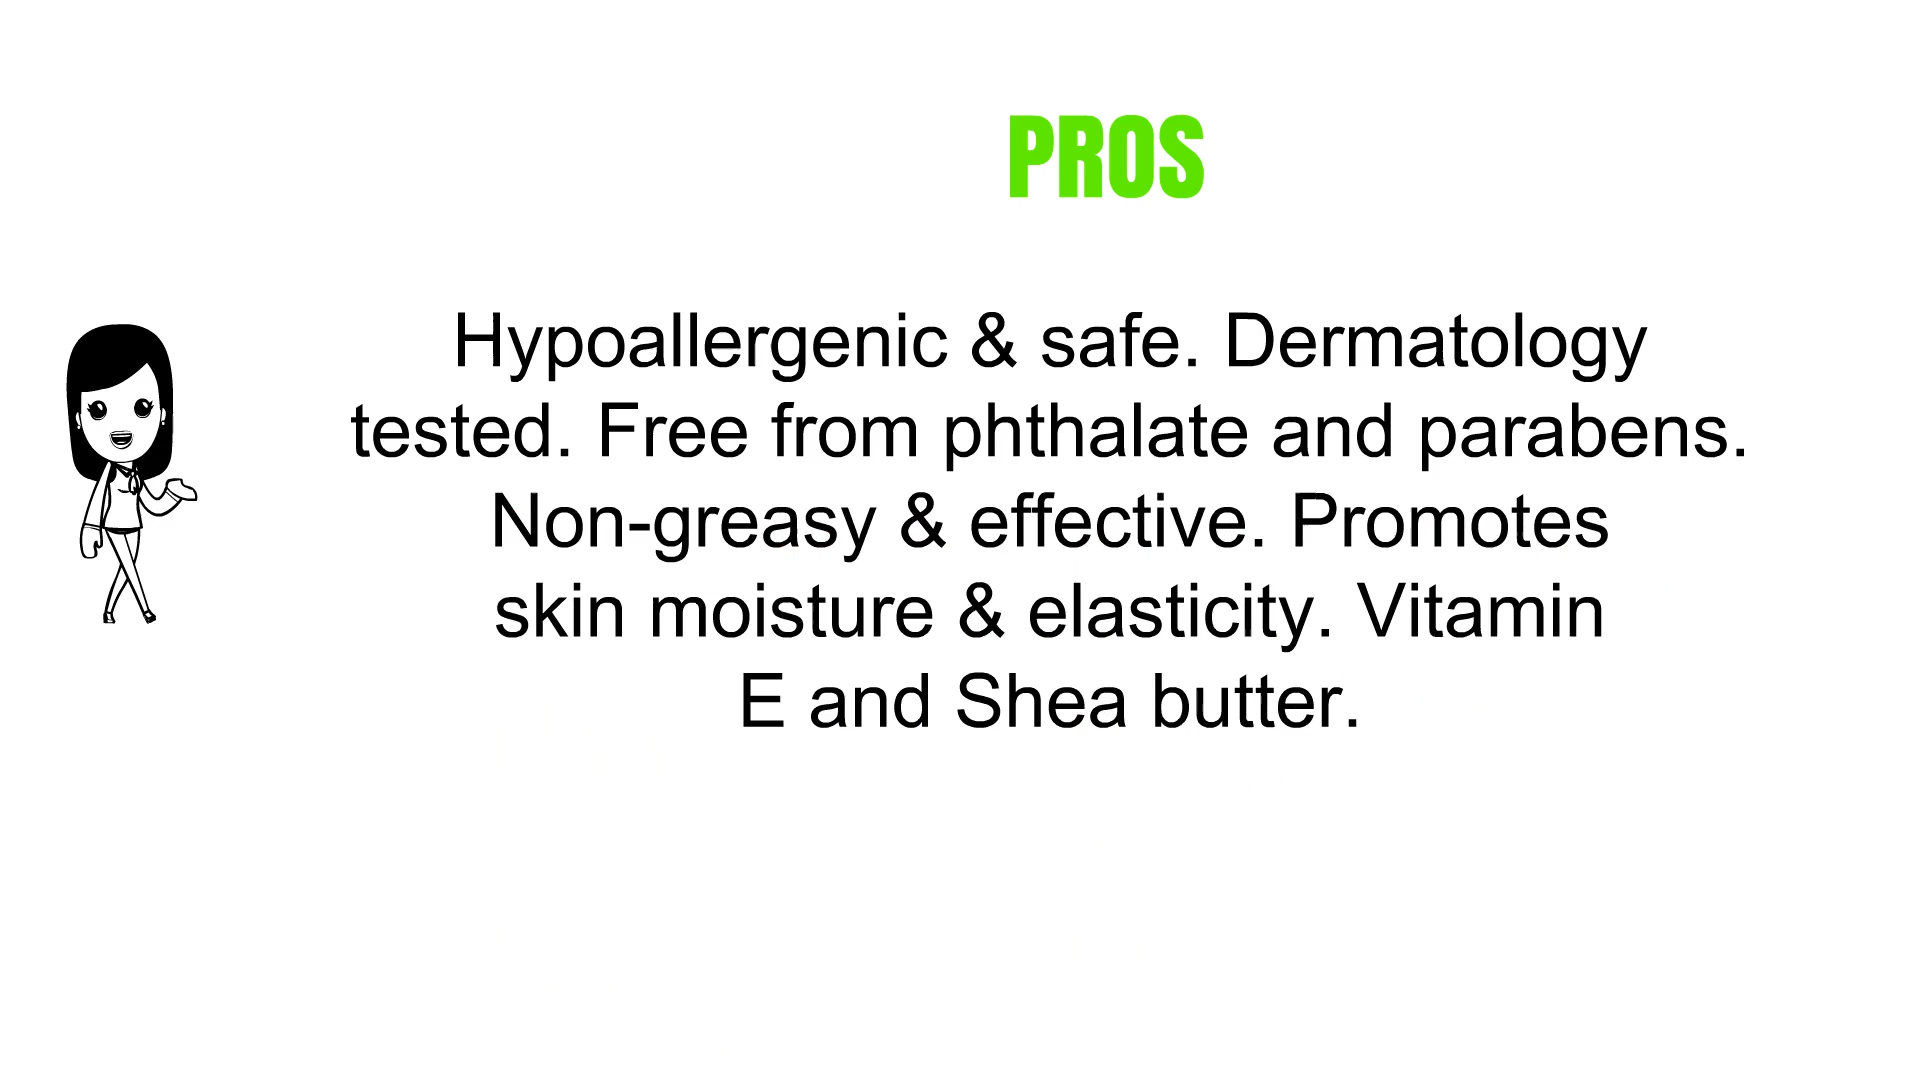 PROS
Hypoallergenic & safe. Dermatology
tested. Free from phthalate and parabens.
Non-greasy & effective. Promotes
skin moisture & elasticity. Vitamin
E and Shea butter.